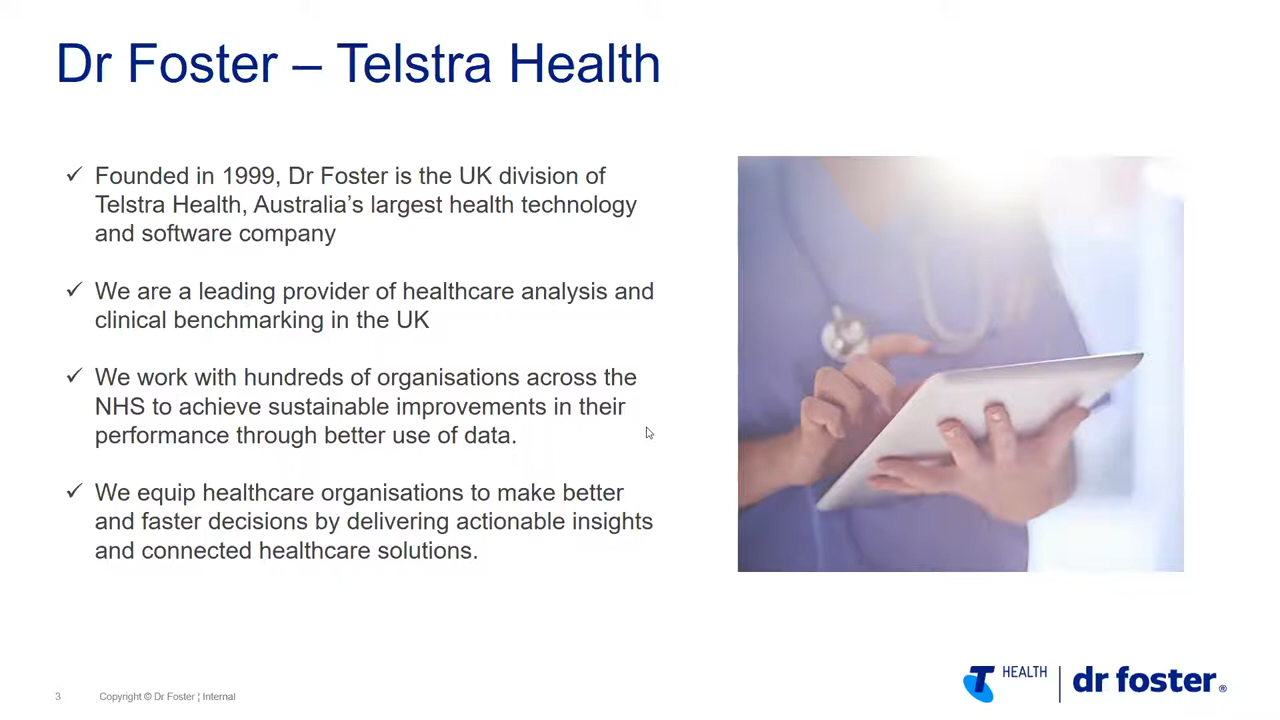 Dr Foster – Telstra Health
✓ Founded in 1999, Dr Foster is the UK division of
Telstra Health, Australia’s largest health technology
and software company
✓ We are a leading provider of healthcare analysis and
clinical benchmarking in the UK
✓ We work with hundreds of organisations across the
NHS to achieve sustainable improvements in their
performance through better use of data.
✓ We equip healthcare organisations to make better
and faster decisions by delivering actionable insights
and connected healthcare solutions.
3 Copyright © Dr Foster ¦ Internal
T HEALTH | dr foster®